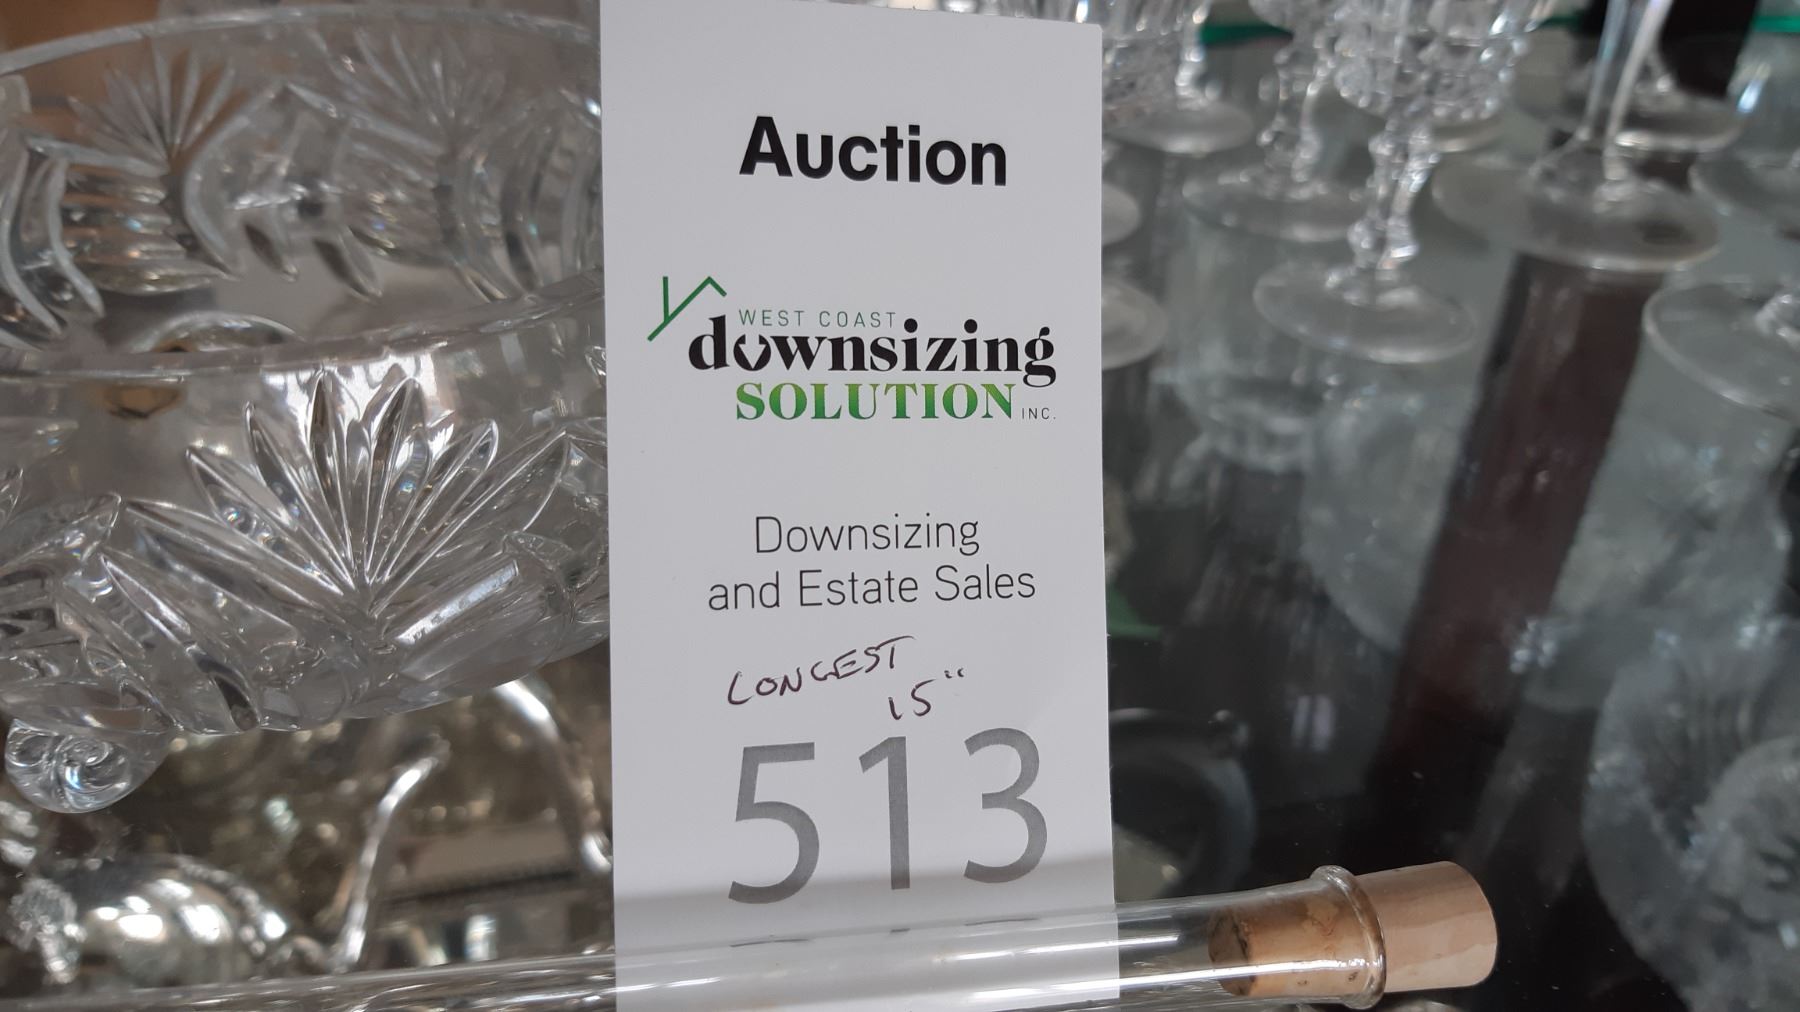 Auction
WEST COAST
downsizing
SOLUTION INC.
Downsizing
and Estate Sales
LONGEST
15"
513